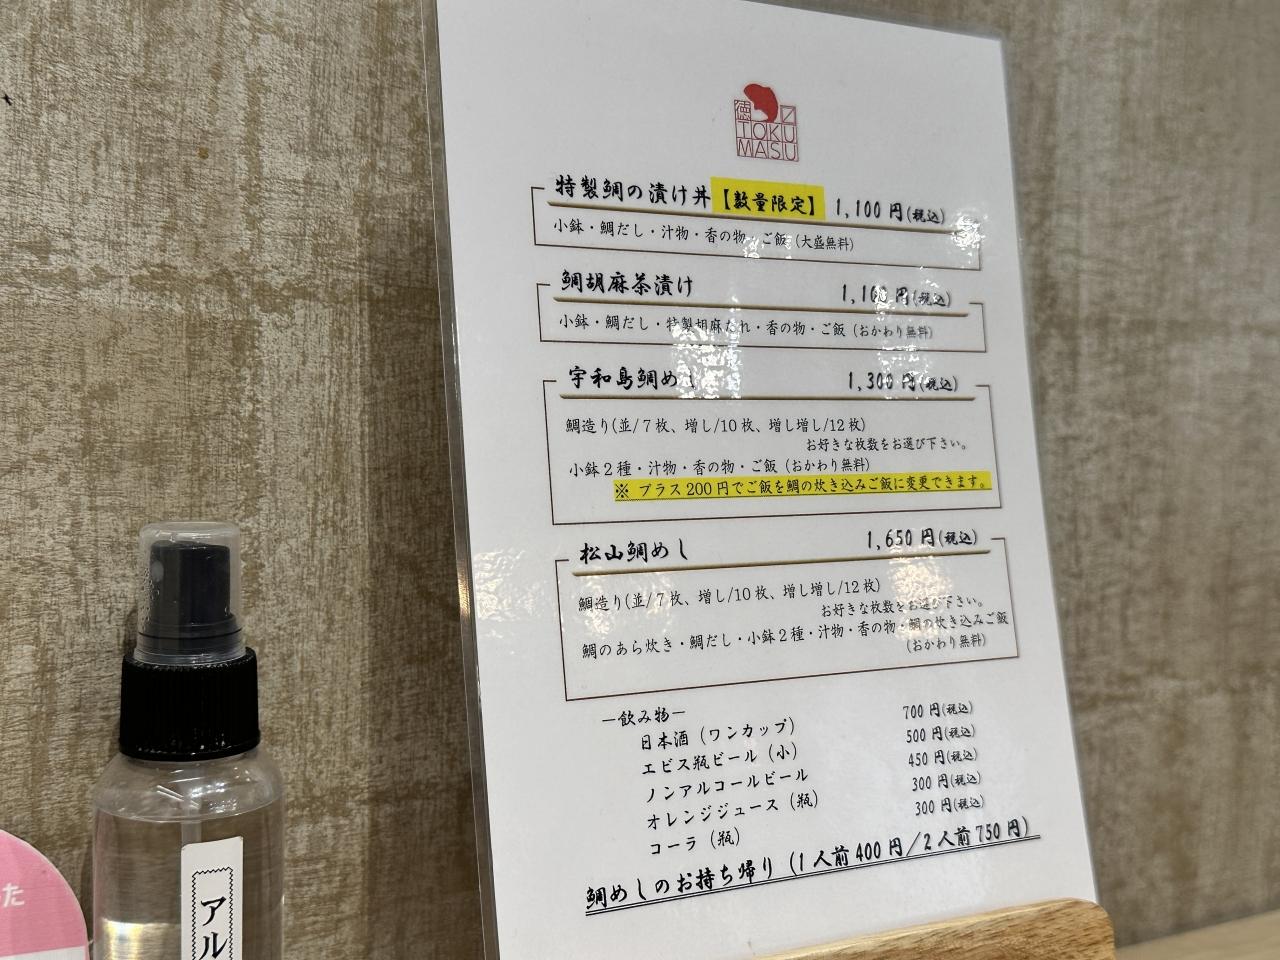 徳
TOKU
MASU
特製鯛の漬け丼【数量限定】 1,100円(税込)
小鉢・鯛だし・汁物・香の物・ご飯(大盛無料)
鯛胡麻茶漬け 1,100円(税込)
小鉢・鯛だし・特製胡麻だれ・香の物・ご飯(おかわり無料)
宇和島鯛めし 1,300円(税込)
鯛造り(並/7枚、増し/10枚、増し増し/12枚)
お好きな枚数をお選び下さい。
小鉢2種・汁物・香の物・ご飯(おかわり無料)
※ プラス200円でご飯を鯛の炊き込みご飯に変更できます。
松山鯛めし 1,650円(税込)
鯛造り(並/7枚、増し/10枚、増し増し/12枚)
お好きな枚数をお選び下さい。
鯛のあら炊き・鯛だし・小鉢2種・汁物・香の物・鯛の炊き込みご飯
(おかわり無料)
―飲み物―
日本酒(ワンカップ) 700円(税込)
エビス瓶ビール(小) 500円(税込)
ノンアルコールビール 450円(税込)
オレンジジュース(瓶) 300円(税込)
コーラ(瓶) 300円(税込)
鯛めしのお持ち帰り(1人前400円/2人前750円)
アル
た